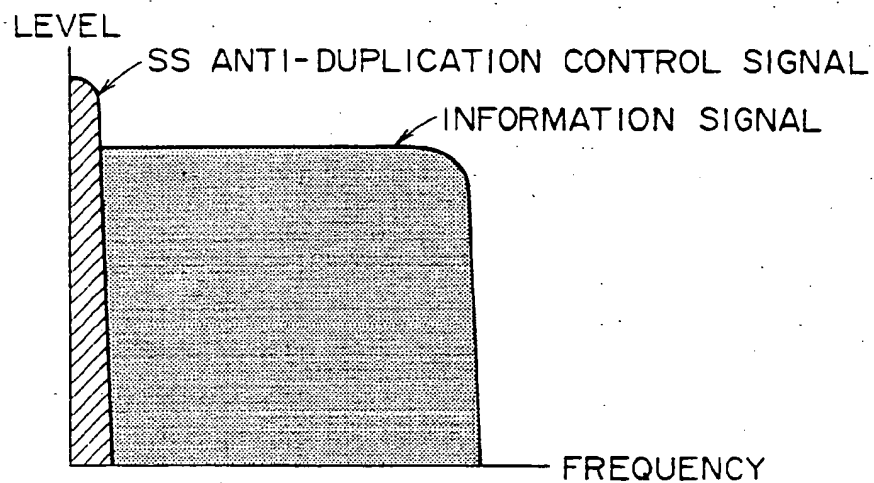 LEVEL
SS ANTI-DUPLICATION CONTROL SIGNAL
INFORMATION SIGNAL
FREQUENCY